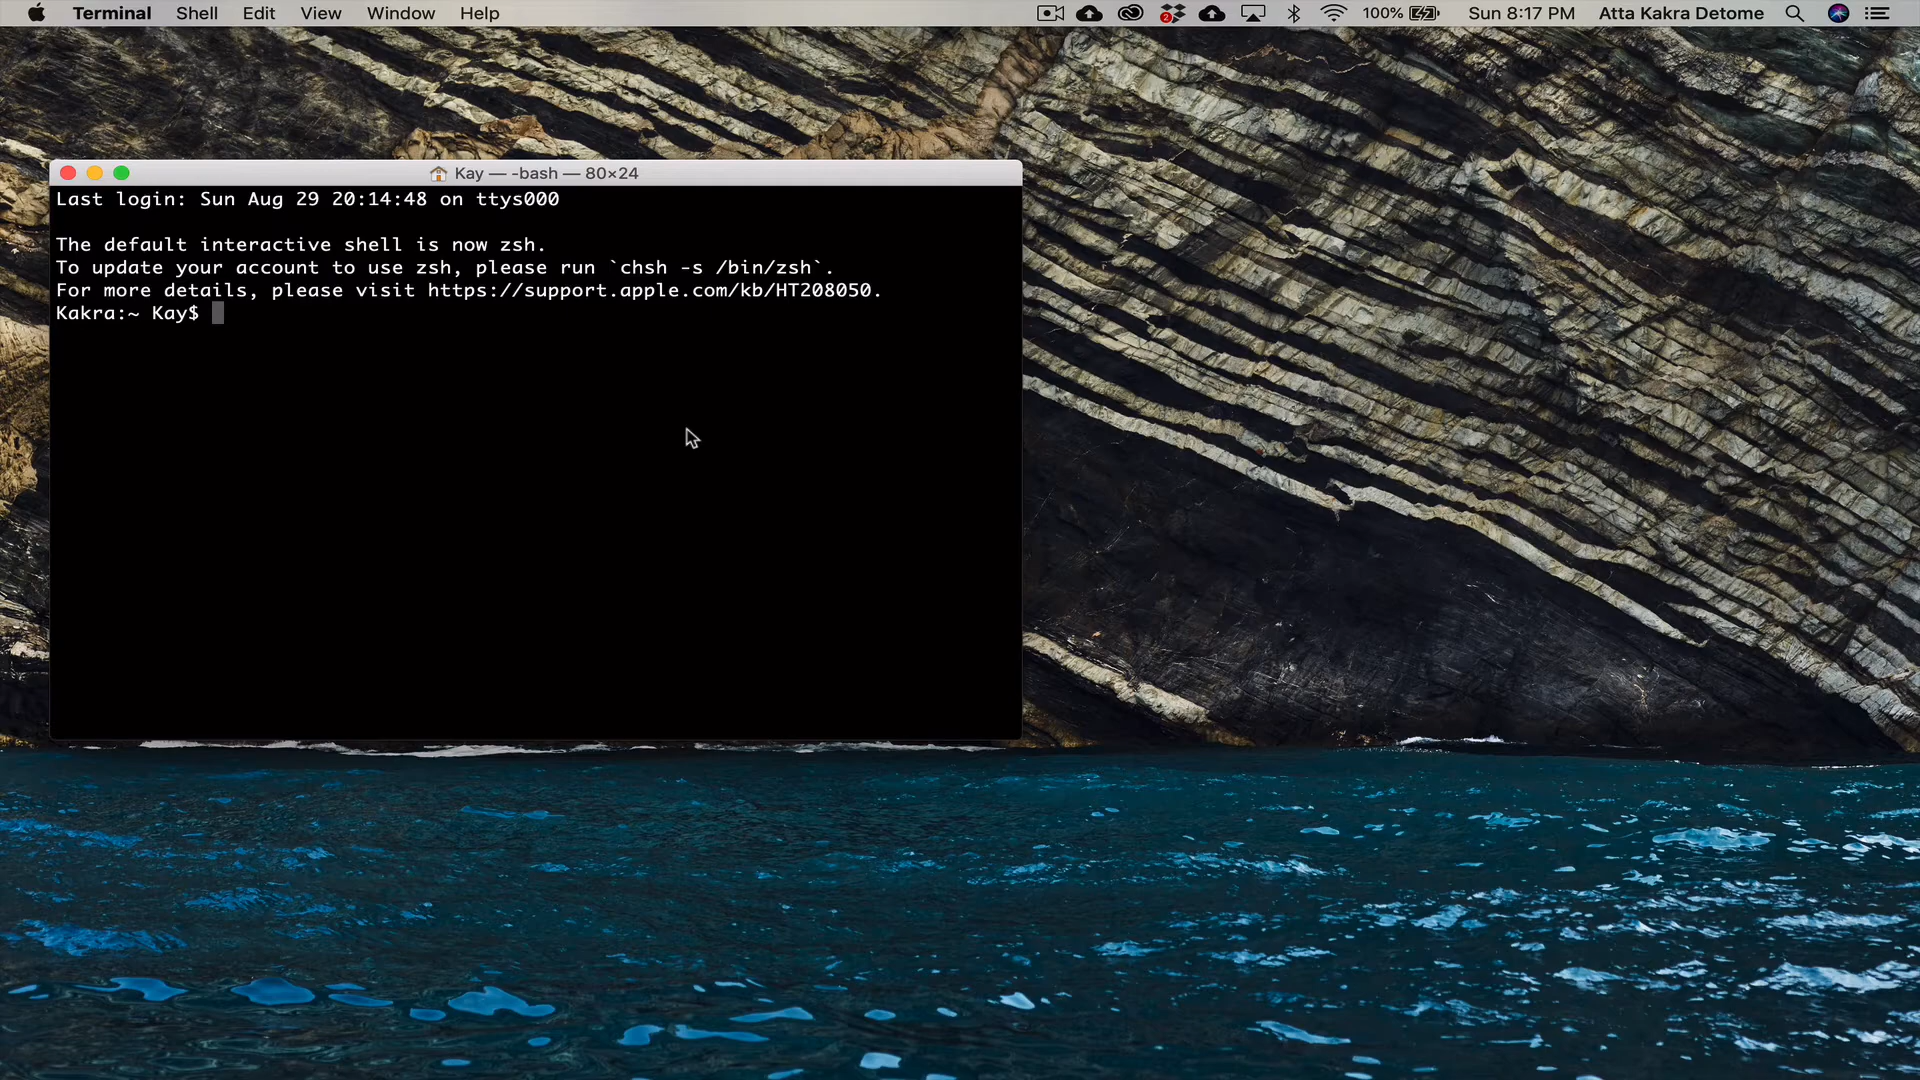 Terminal Shell Edit View Window Help 2 100% Sun 8:17 PM Atta Kakra Detome
Kay — -bash — 80×24
Last login: Sun Aug 29 20:14:48 on ttys000
The default interactive shell is now zsh.
To update your account to use zsh, please run `chsh -s /bin/zsh`.
For more details, please visit https://support.apple.com/kb/HT208050.
Kakra:~ Kay$